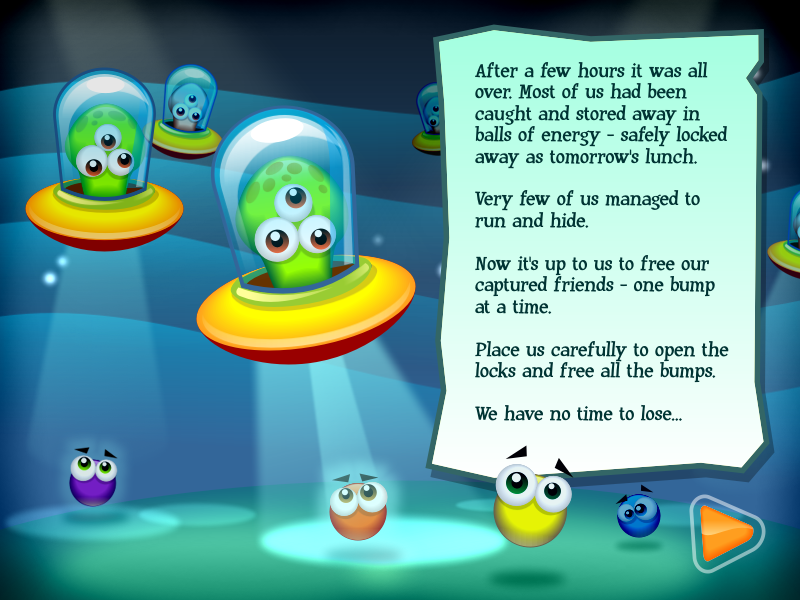 After a few hours it was all
over. Most of us had been
caught and stored away in
balls of energy - safely locked
away as tomorrow's lunch.
Very few of us managed to
run and hide.
Now it's up to us to free our
captured friends - one bump
at a time.
Place us carefully to open the
locks and free all the bumps.
We have no time to lose...